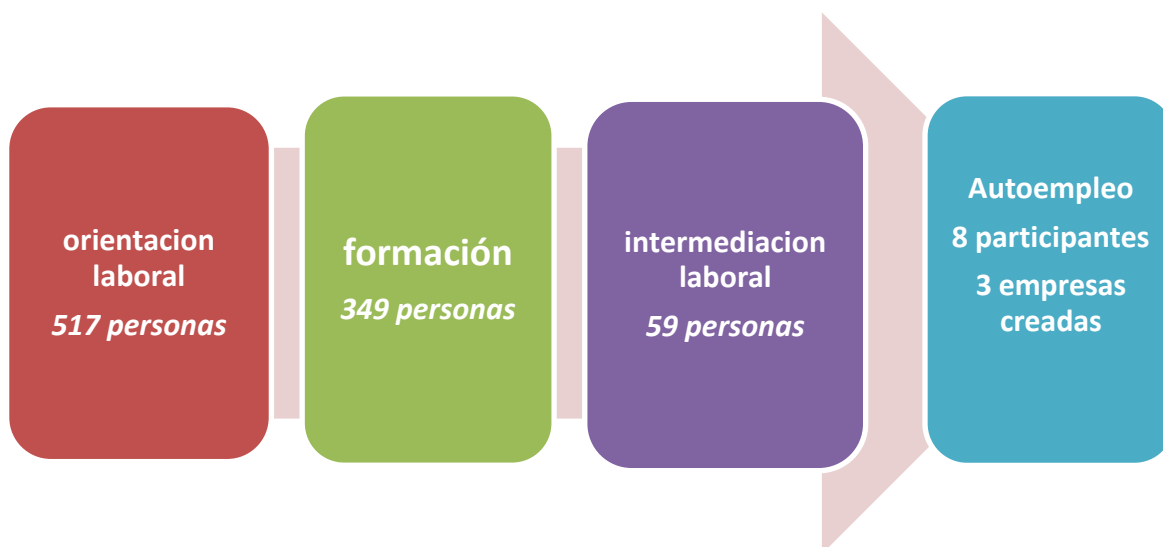 orientacion
laboral
517 personas
formación
349 personas
intermediacion
laboral
59 personas
Autoempleo
8 participantes
3 empresas
creadas